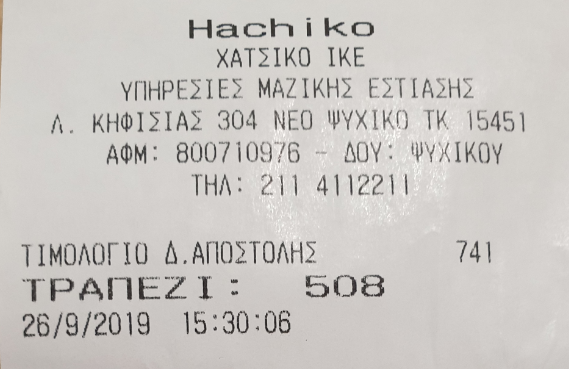 Hachiko
ΧΑΤΣΙΚΟ ΙΚΕ
ΥΠΗΡΕΣΙΕΣ ΜΑΖΙΚΗΣ ΕΣΤΙΑΣΗΣ
Λ. ΚΗΦΙΣΙΑΣ 304 ΝΕΟ ΨΥΧΙΚΟ ΤΚ 15451
ΑΦΜ: 800710976 - ΔΟΥ: ΨΥΧΙΚΟΥ
ΤΗΛ: 211 4112211
ΤΙΜΟΛΟΓΙΟ Δ.ΑΠΟΣΤΟΛΗΣ 741
ΤΡΑΠΕΖΙ: 508
26/9/2019 15:30:06